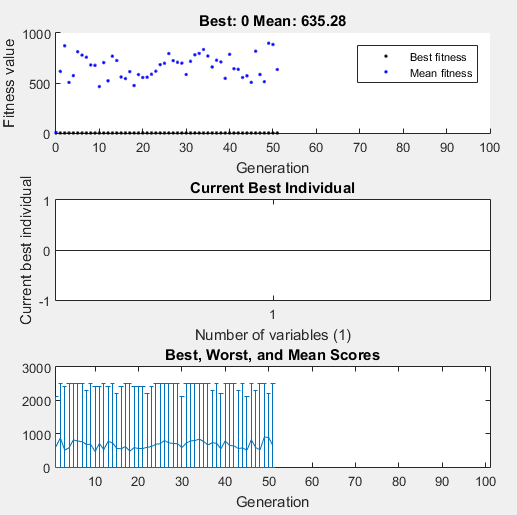 Best: 0 Mean: 635.28
Fitness value
1000
500
0
Best fitness
Mean fitness
0 10 20 30 40 50 60 70 80 90 100
Generation
Current Best Individual
Current best individual
1
0
-1
1
Number of variables (1)
Best, Worst, and Mean Scores
3000
2000
1000
0
10 20 30 40 50 60 70 80 90 100
Generation